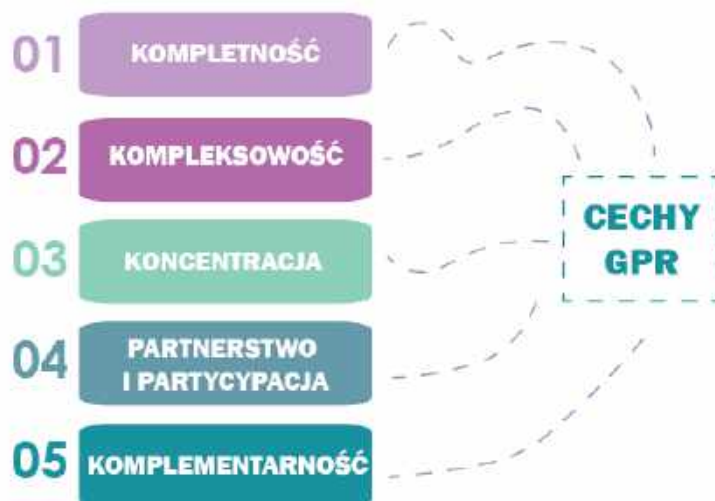 01 KOMPLETNOŚĆ
02 KOMPLEKSOWOŚĆ
03 KONCENTRACJA
04 PARTNERSTWO
I PARTYCYPACJA
05 KOMPLEMENTARNOŚĆ
CECHY
GPR